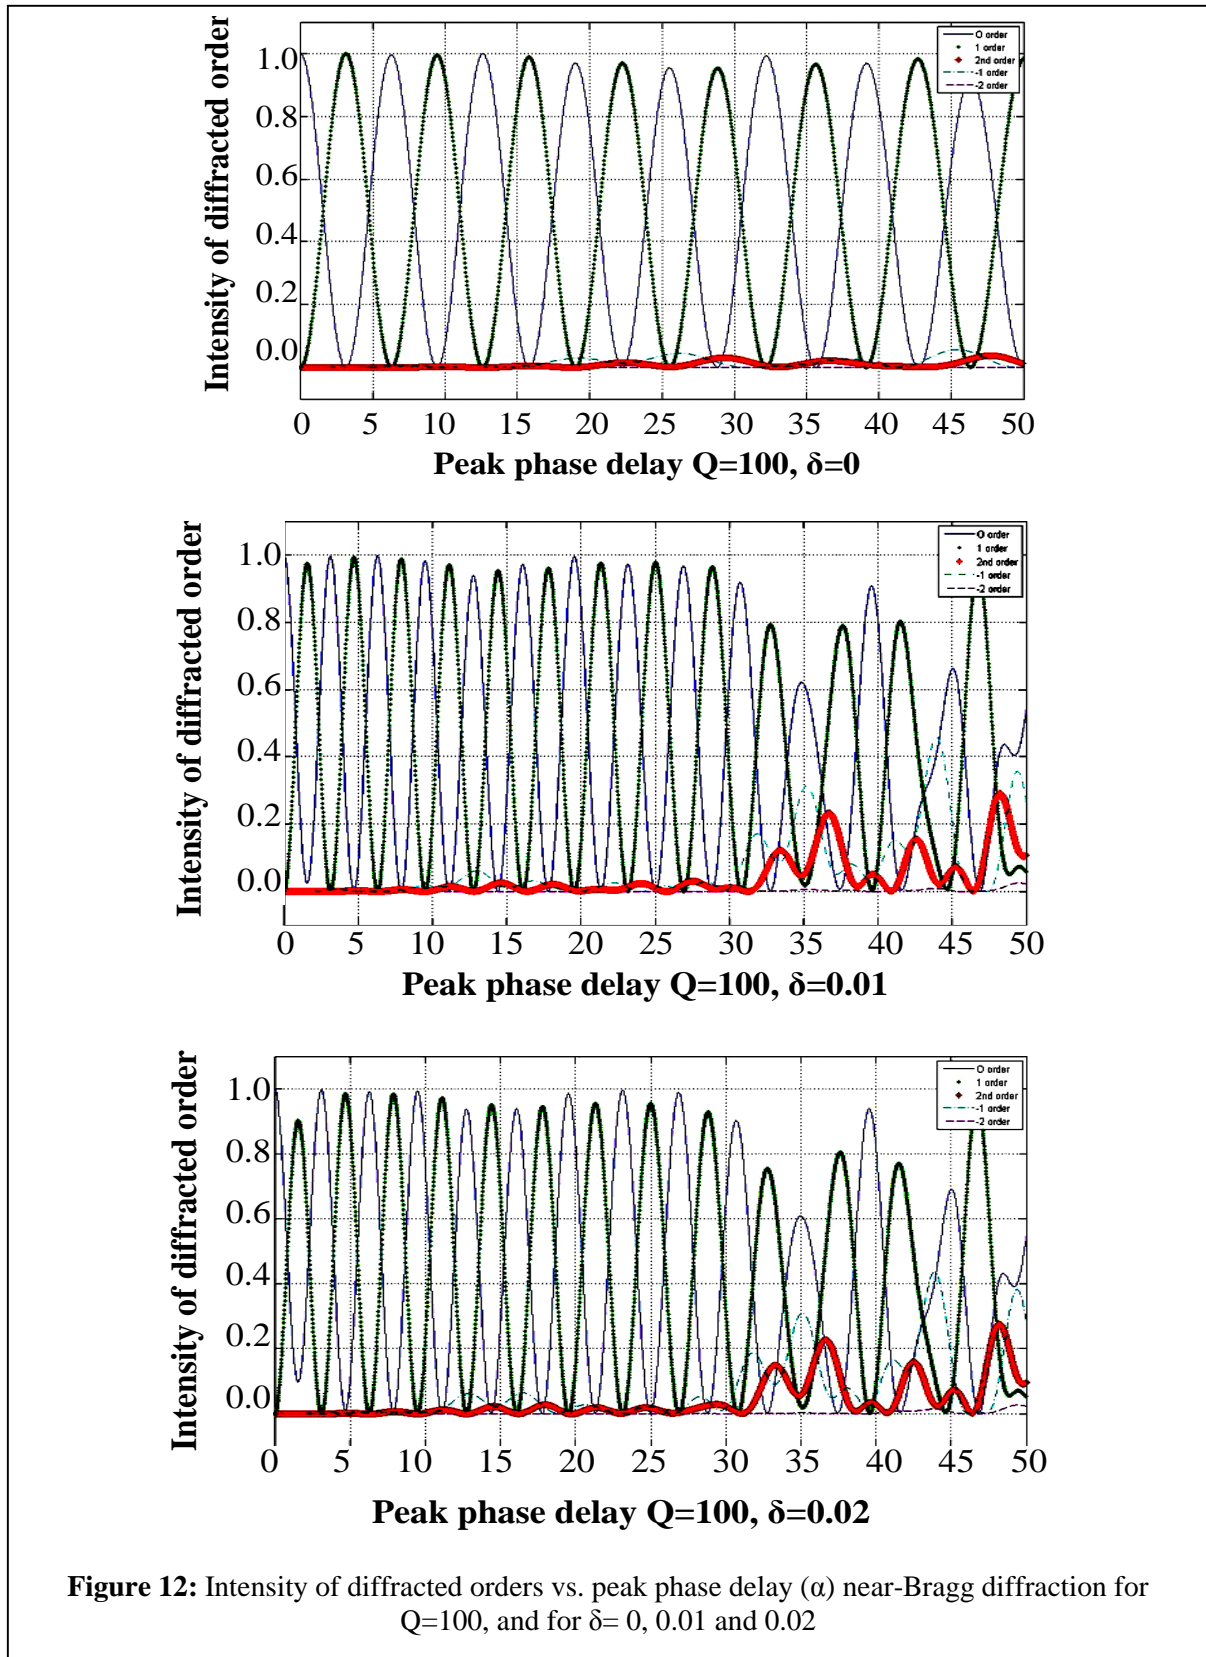 Intensity of diffracted order
1.0
0.8
0.6
0.4
0.2
0.0
O order
1 order
2nd order
-1 order
-2 order
0 5 10 15 20 25 30 35 40 45 50
Peak phase delay Q=100, δ=0
Intensity of diffracted order
1.0
0.8
0.6
0.4
0.2
0.0
O order
1 order
2nd order
-1 order
-2 order
0 5 10 15 20 25 30 35 40 45 50
Peak phase delay Q=100, δ=0.01
Intensity of diffracted order
1.0
0.8
0.6
0.4
0.2
0.0
O order
1 order
2nd order
-1 order
-2 order
0 5 10 15 20 25 30 35 40 45 50
Peak phase delay Q=100, δ=0.02
Figure 12: Intensity of diffracted orders vs. peak phase delay (α) near-Bragg diffraction for
Q=100, and for δ= 0, 0.01 and 0.02